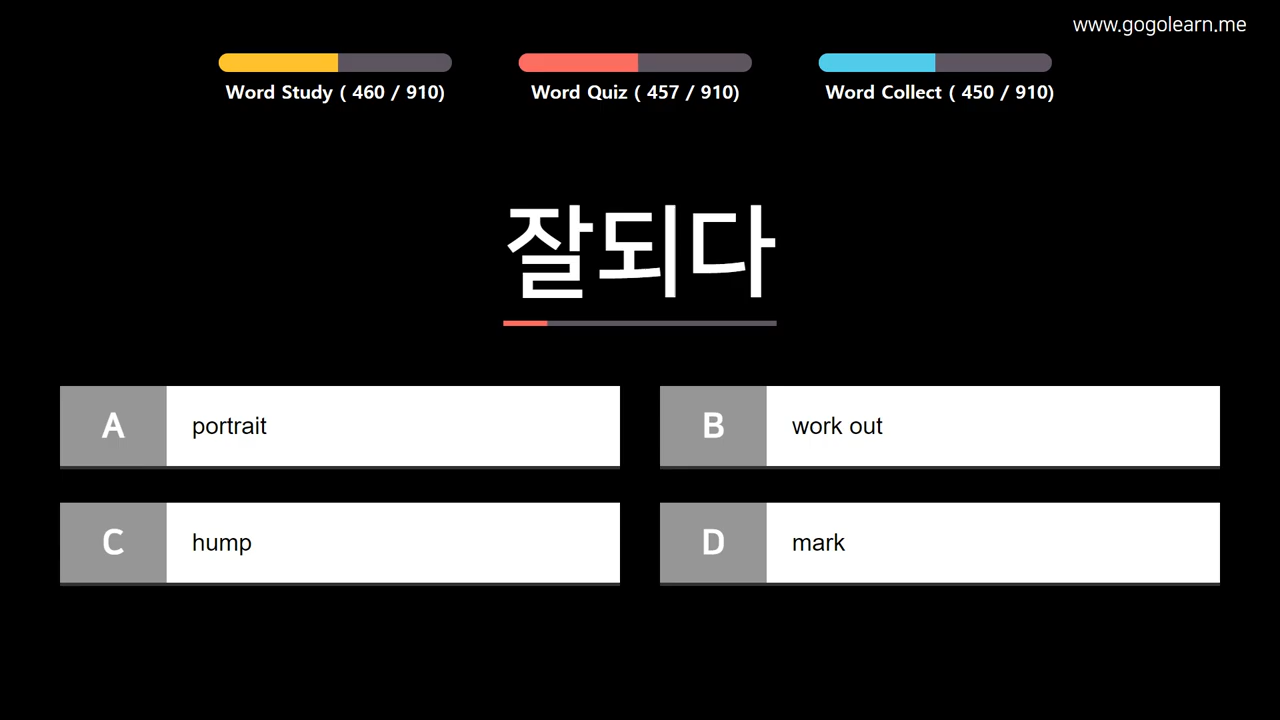 www.gogolearn.me
Word Study ( 460 / 910)
Word Quiz ( 457 / 910)
Word Collect ( 450 / 910)
잘되다
A portrait
B work out
C hump
D mark